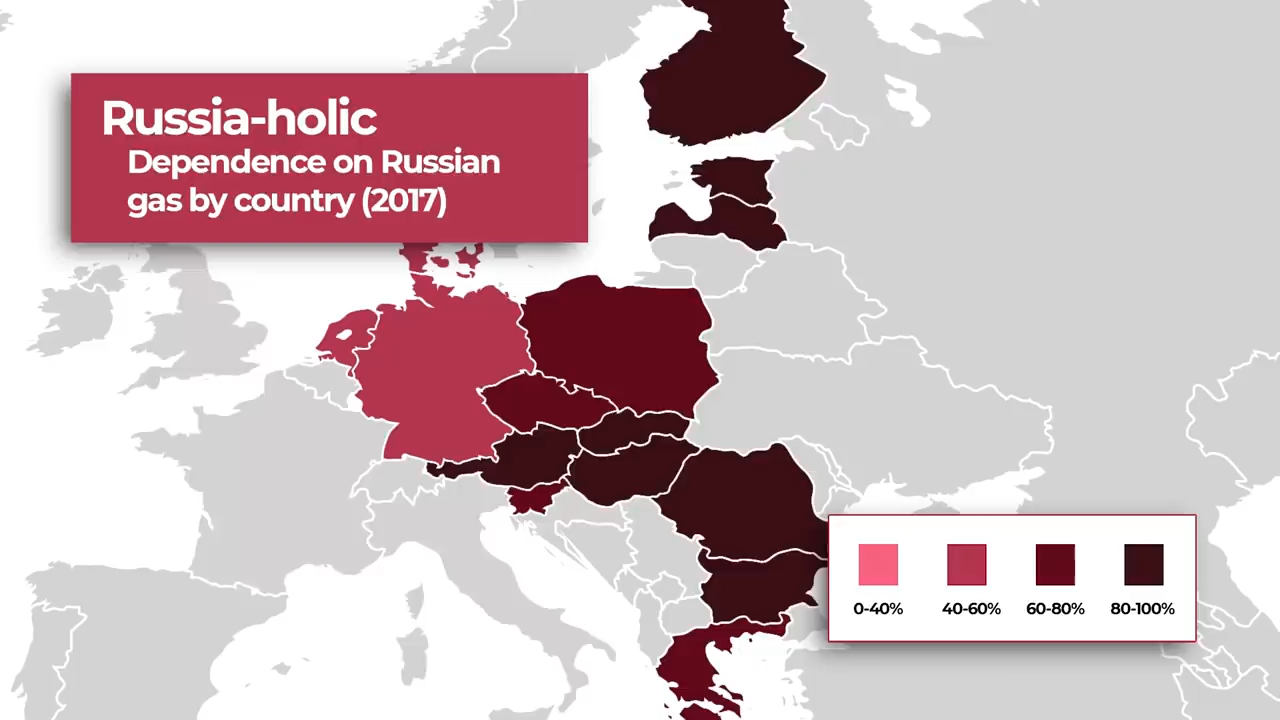 Russia-holic
Dependence on Russian
gas by country (2017)
0-40% 40-60% 60-80% 80-100%